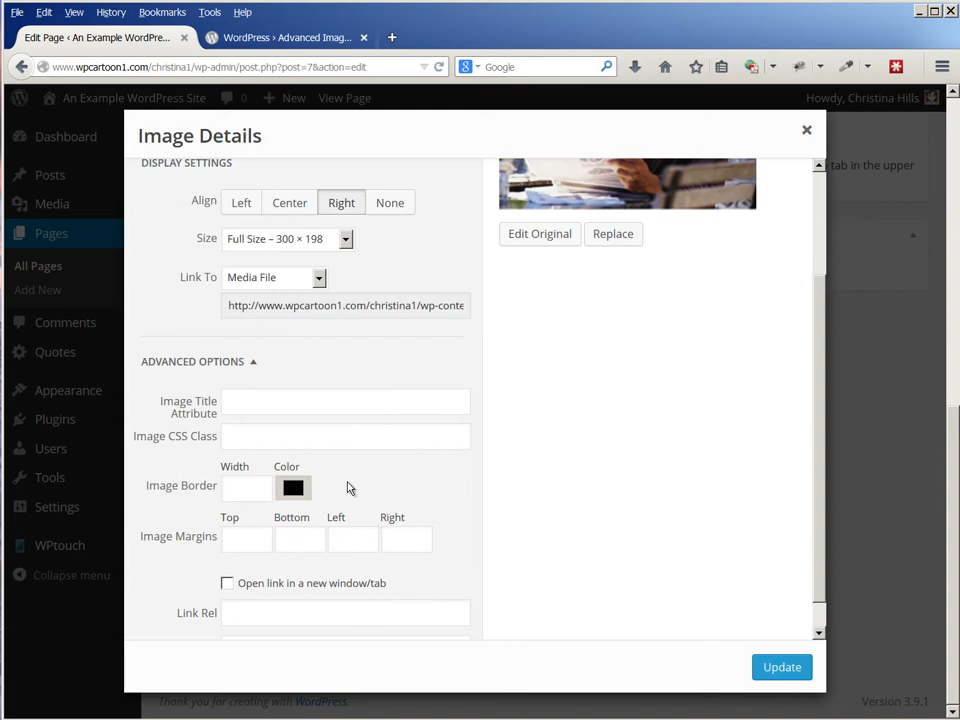 File Edit View History Bookmarks Tools Help
Edit Page ‹ An Example WordPre... WordPress › Advanced Imag...
www.wpcartoon1.com/christina1/wp-admin/post.php?post=7&action=edit Google
An Example WordPress Site 0 New View Page Howdy, Christina Hills
Dashboard
Posts
Media
Pages
All Pages
Add New
Comments
Quotes
Appearance
Plugins
Users
Tools
Settings
WPtouch
Collapse menu
tab in the upper
Image Details
DISPLAY SETTINGS
Align Left Center Right None
Size Full Size – 300 × 198
Link To Media File
http://www.wpcartoon1.com/christina1/wp-conte
ADVANCED OPTIONS
Image Title
Attribute
Image CSS Class
Width Color
Image Border
Top Bottom Left Right
Image Margins
Open link in a new window/tab
Link Rel
Edit Original Replace
Update
Thank you for creating with WordPress. Version 3.9.1